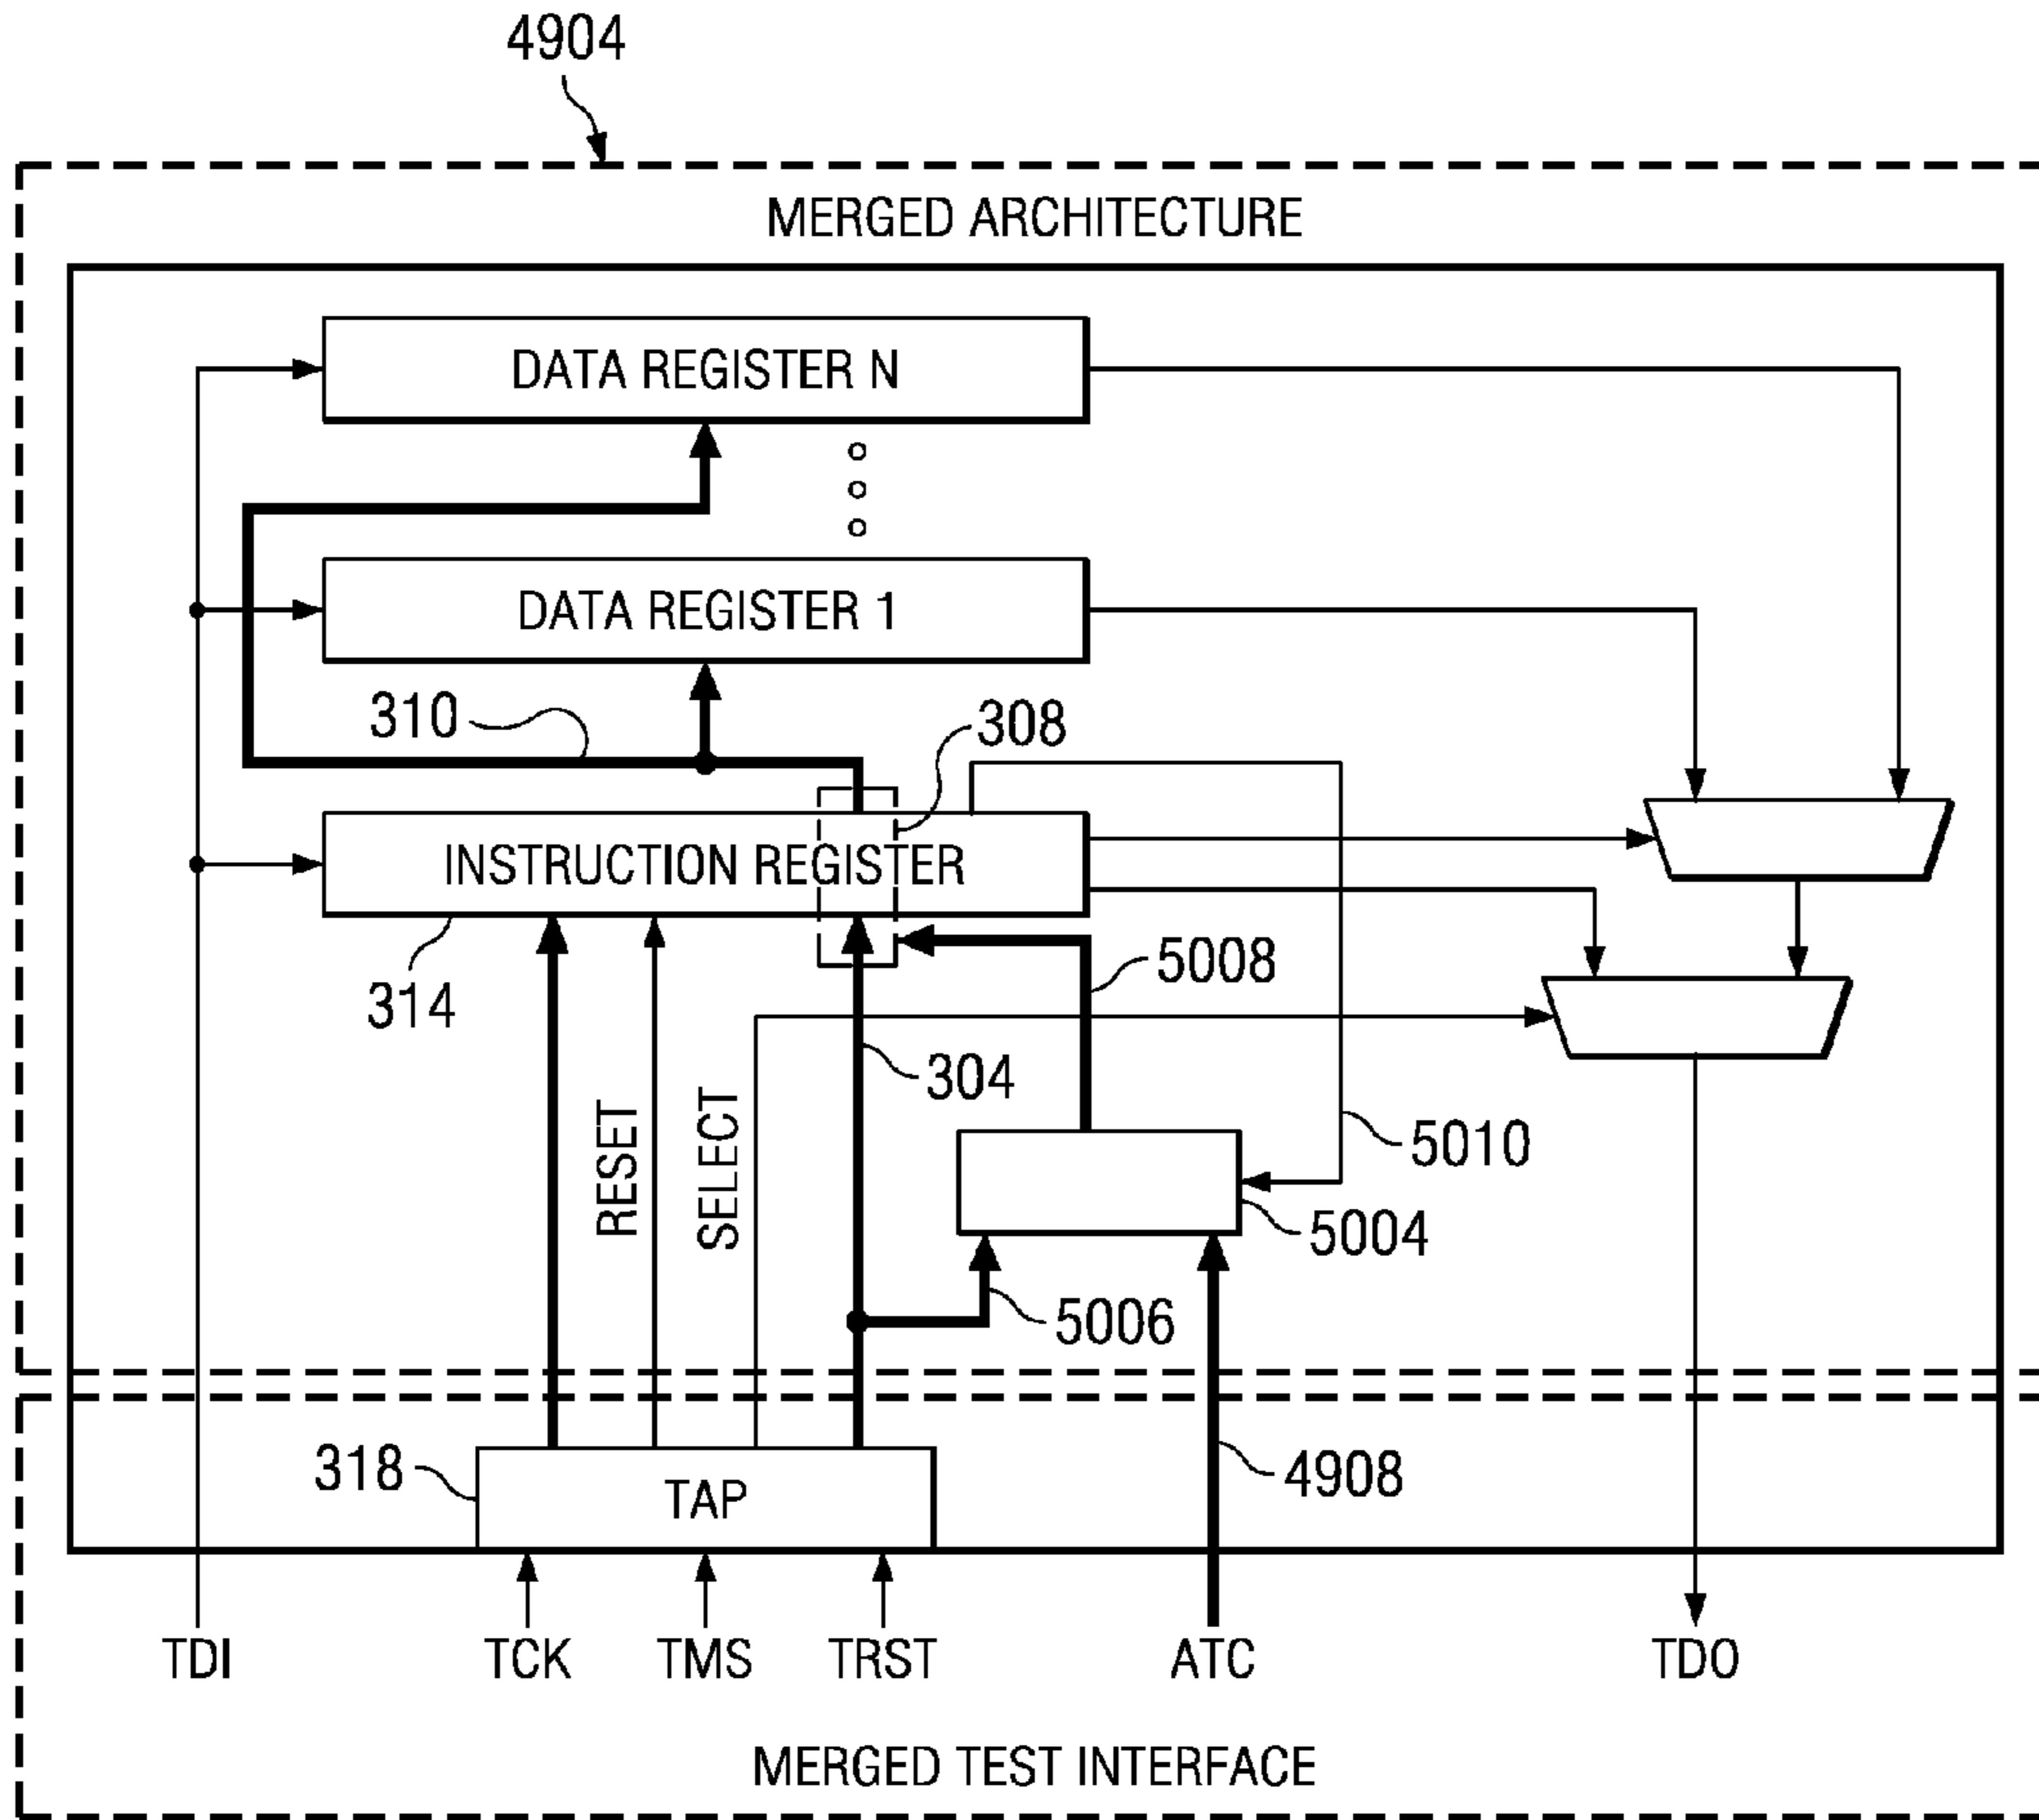 4904
MERGED ARCHITECTURE
DATA REGISTER N
DATA REGISTER 1
310
308
INSTRUCTION REGISTER
314
5008
304
RESET
SELECT
5010
5004
5006
318
TAP
4908
TDI
TCK
TMS
TRST
ATC
TDO
MERGED TEST INTERFACE